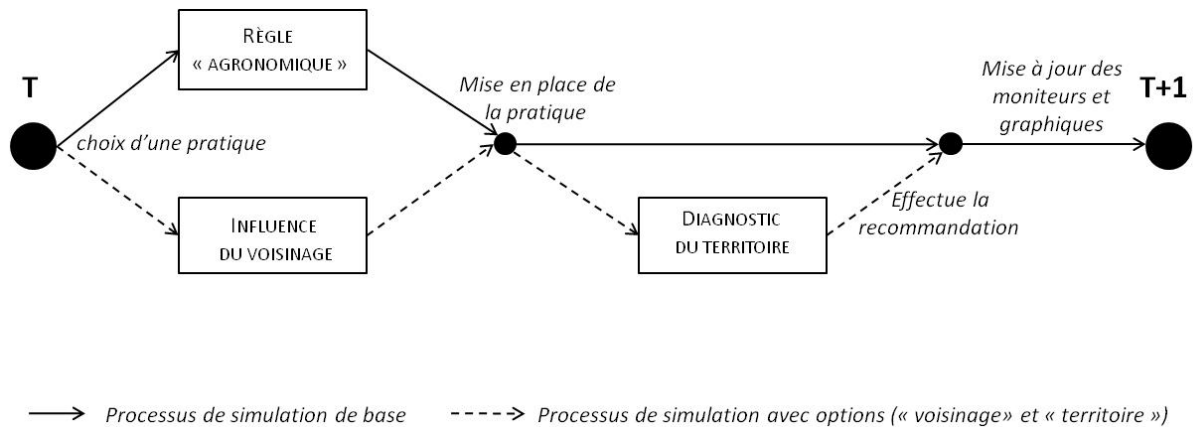 RÈGLE
« AGRONOMIQUE »
T
choix d'une pratique
Mise en place de
la pratique
Mise à jour des
moniteurs et
graphiques
T+1
INFLUENCE
DU VOISINAGE
DIAGNOSTIC
DU TERRITOIRE
Effectue la
recommandation
Processus de simulation de base
Processus de simulation avec options (« voisinage» et « territoire »)